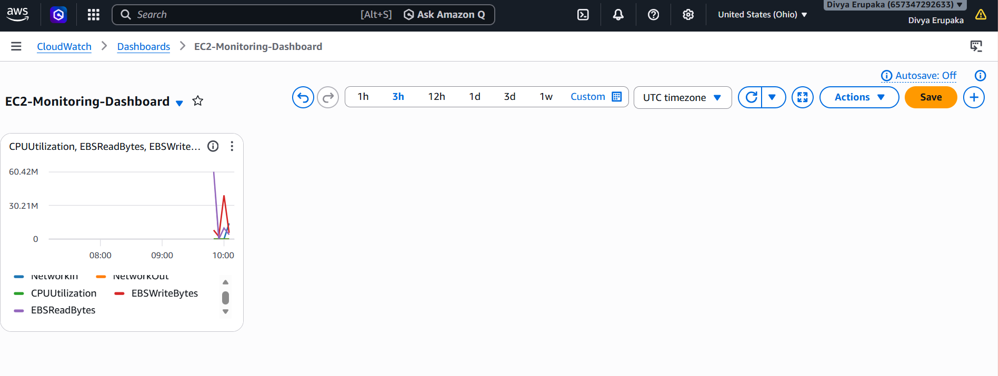 aws
Search [Alt+S] Ask Amazon Q
United States (Ohio)
Divya Erupaka (657347292633)
Divya Erupaka
CloudWatch Dashboards EC2-Monitoring-Dashboard
Autosave: Off
EC2-Monitoring-Dashboard
1h 3h 12h 1d 3d 1w Custom
UTC timezone
Actions
Save
CPUUtilization, EBSReadBytes, EBSWrite...
60.42M
30.21M
0
08:00 09:00 10:00
NetworkIn NetworkOut
CPUUtilization EBSWriteBytes
EBSReadBytes